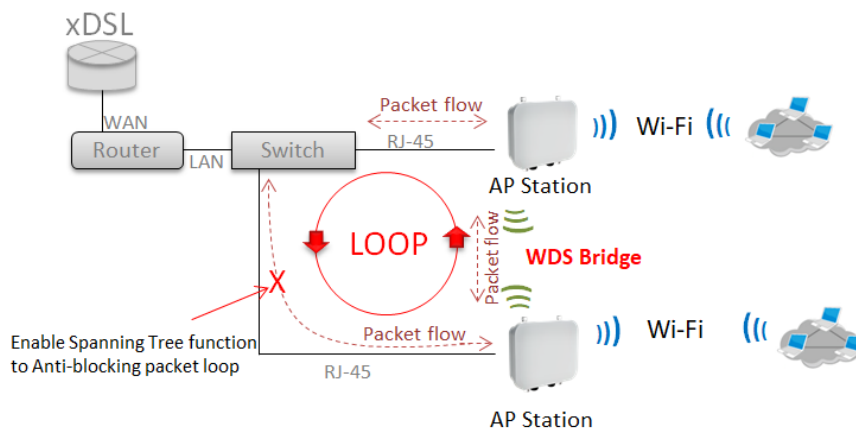 xDSL
WAN
Router
LAN
Switch
Packet flow
RJ-45
AP Station
Wi-Fi
LOOP
Packet flow
WDS Bridge
X
Enable Spanning Tree function
to Anti-blocking packet loop
Packet flow
RJ-45
AP Station
Wi-Fi